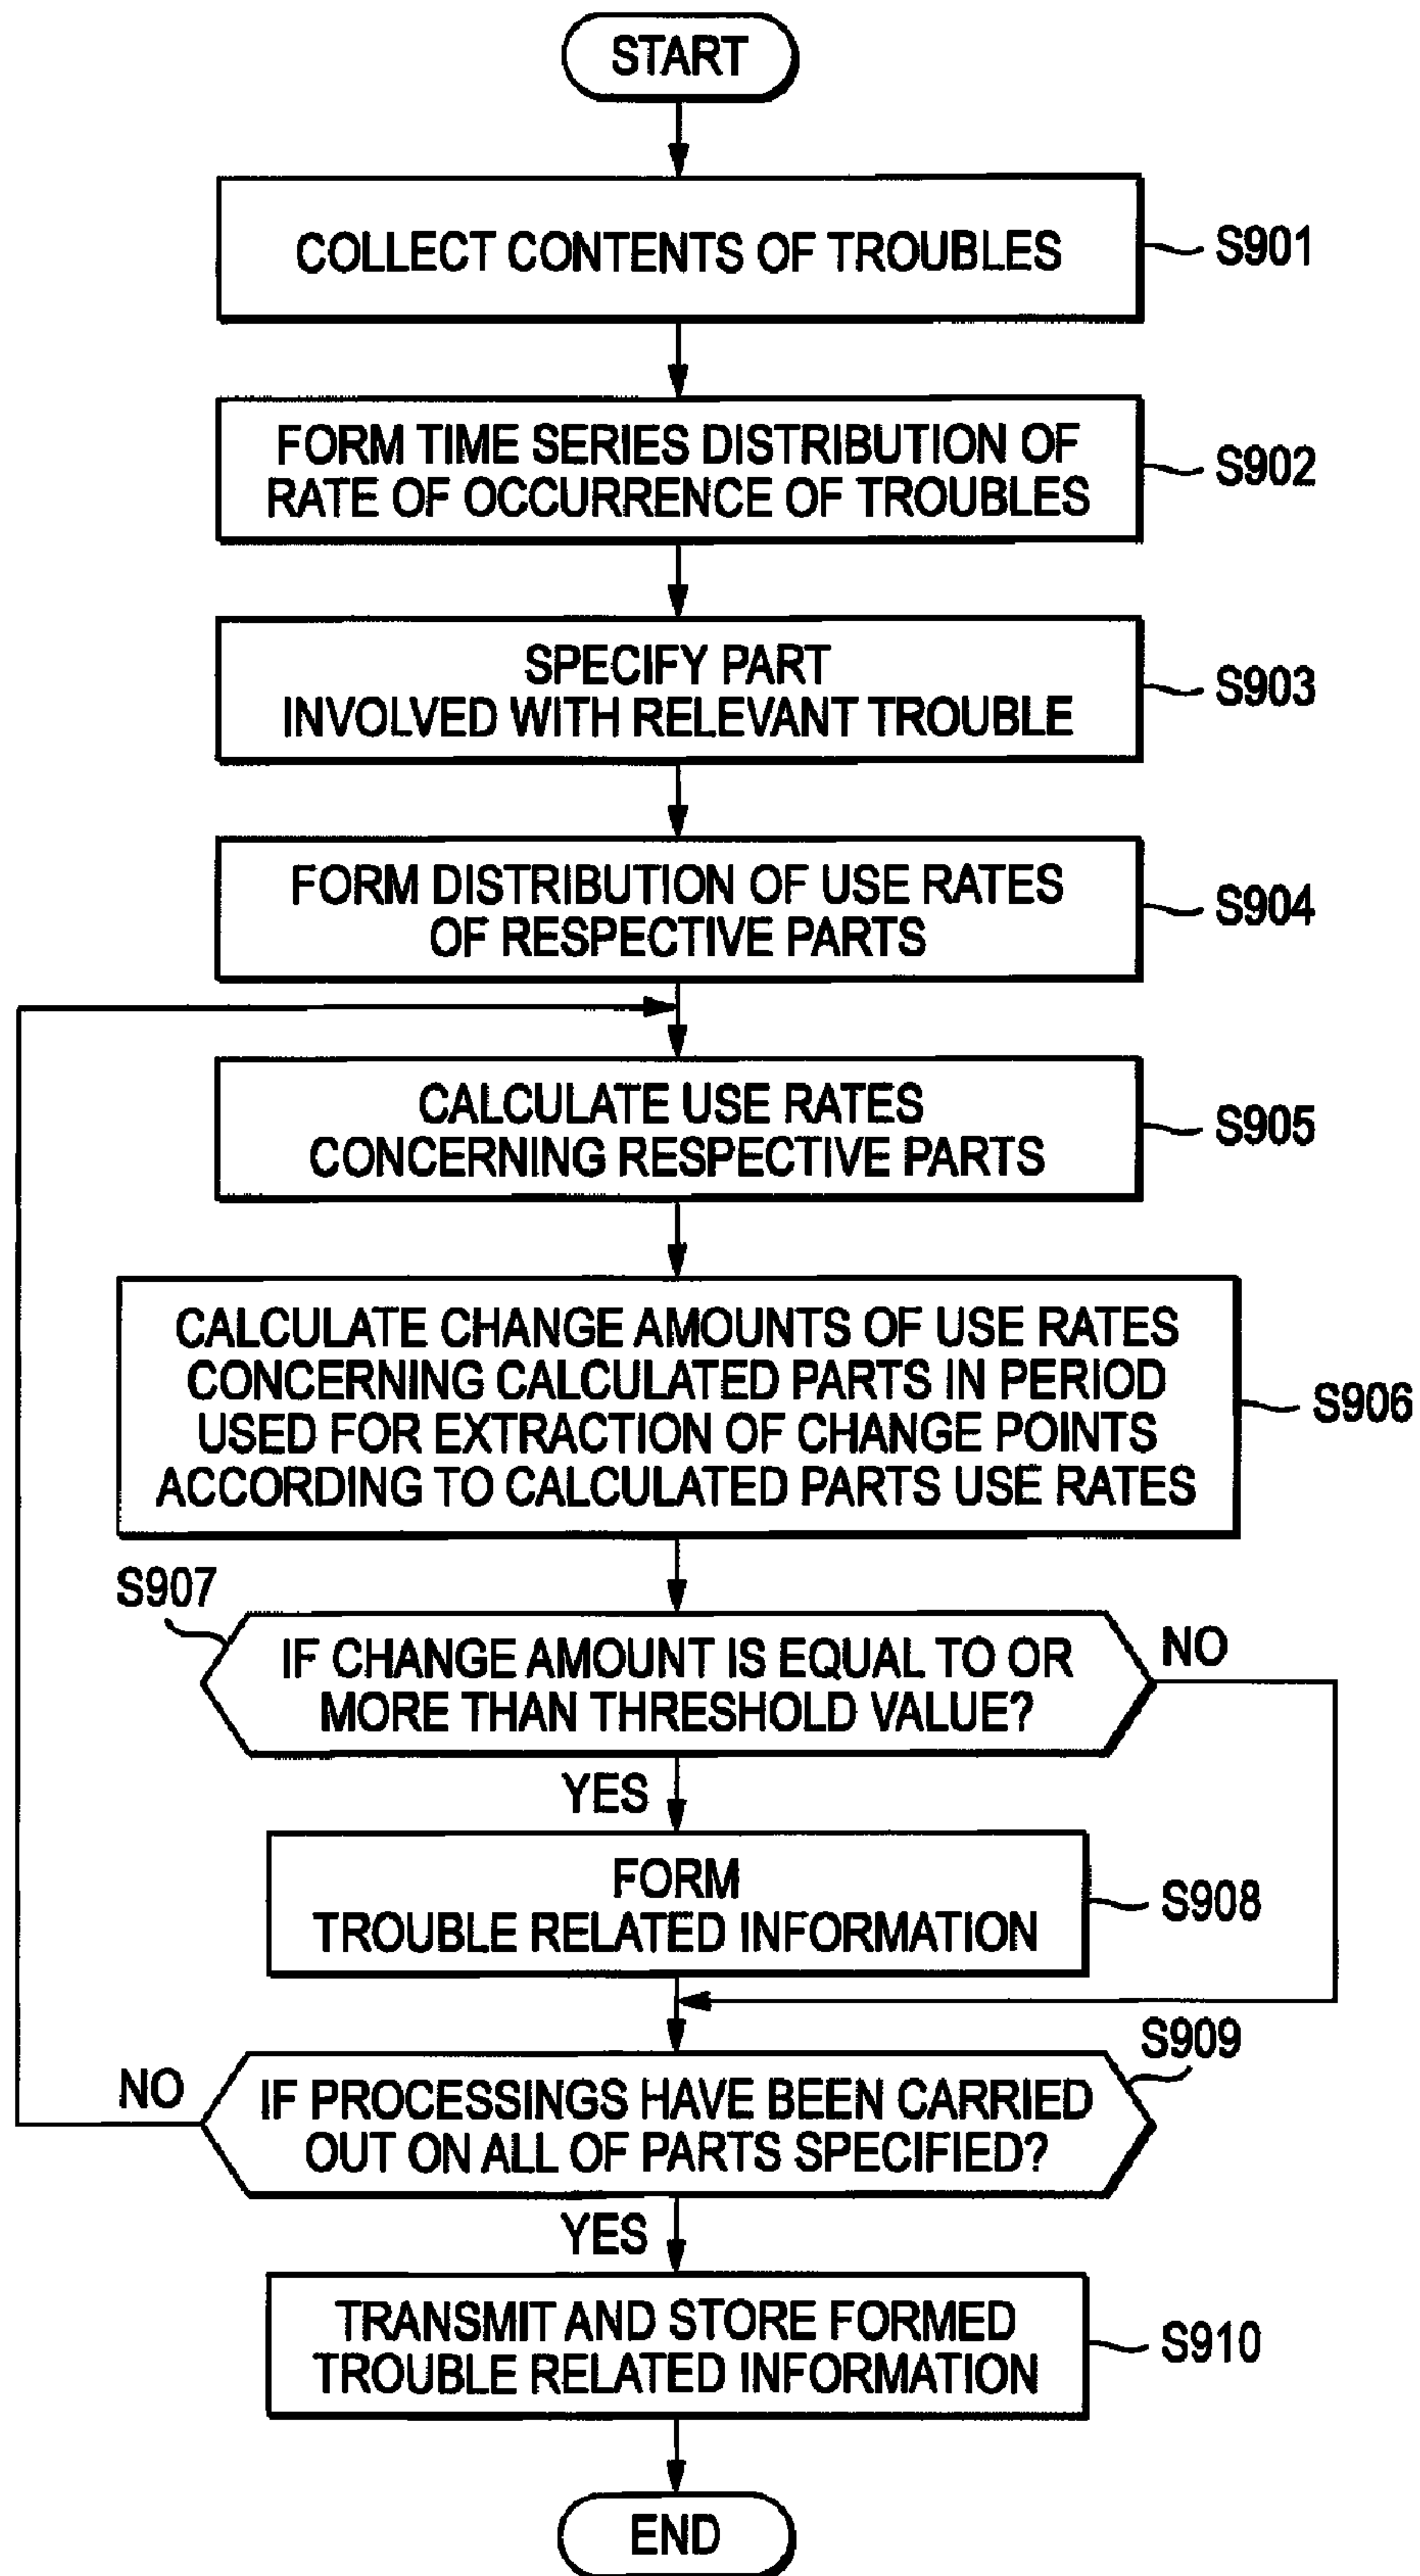 START
COLLECT CONTENTS OF TROUBLES
S901
FORM TIME SERIES DISTRIBUTION OF
RATE OF OCCURRENCE OF TROUBLES
S902
SPECIFY PART
INVOLVED WITH RELEVANT TROUBLE
S903
FORM DISTRIBUTION OF USE RATES
OF RESPECTIVE PARTS
S904
CALCULATE USE RATES
CONCERNING RESPECTIVE PARTS
S905
CALCULATE CHANGE AMOUNTS OF USE RATES
CONCERNING CALCULATED PARTS IN PERIOD
USED FOR EXTRACTION OF CHANGE POINTS
ACCORDING TO CALCULATED PARTS USE RATES
S906
S907
IF CHANGE AMOUNT IS EQUAL TO OR
MORE THAN THRESHOLD VALUE?
NO
YES
FORM
TROUBLE RELATED INFORMATION
S908
S909
NO
IF PROCESSINGS HAVE BEEN CARRIED
OUT ON ALL OF PARTS SPECIFIED?
YES
TRANSMIT AND STORE FORMED
TROUBLE RELATED INFORMATION
S910
END